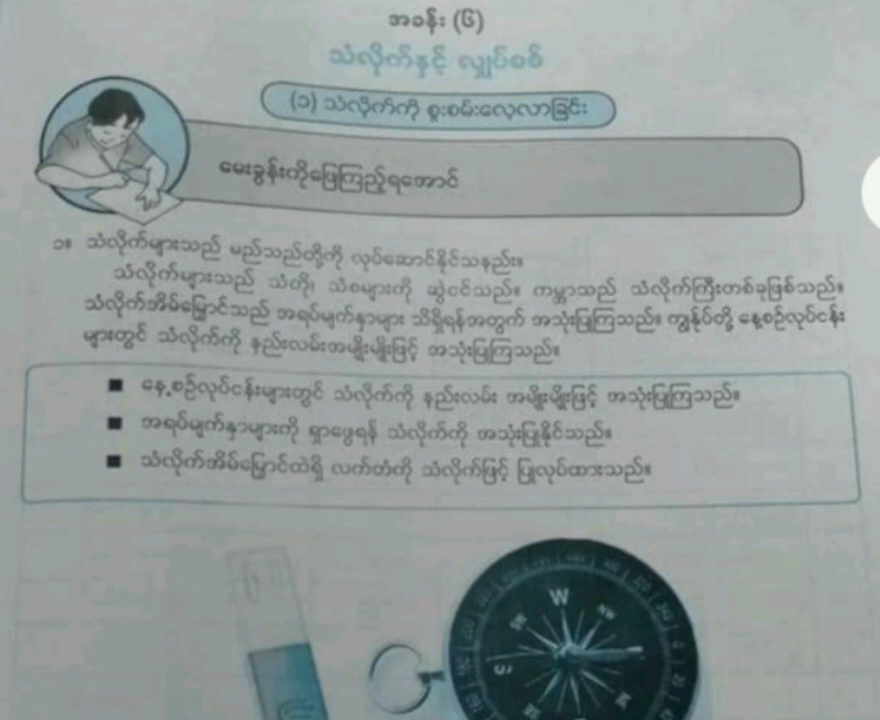 အခန်း (၆)
သံလိုက်နှင့် လျှပ်စစ်
(၁) သံလိုက်ကို စူးစမ်းလေ့လာခြင်း
မေးခွန်းကိုဖြေကြည့်ရအောင်
၁။ သံလိုက်များသည် မည်သည်တို့ကို လုပ်ဆောင်နိုင်သနည်း။
သံလိုက်များသည် သံတို၊ သံစများကို ဆွဲငင်သည်။ ကမ္ဘာသည် သံလိုက်ကြီးတစ်ခုဖြစ်သည်။
သံလိုက်အိမ်မြှောင်သည် အရပ်မျက်နှာများ သိရှိရန်အတွက် အသုံးပြုကြသည်။ ကျွန်ုပ်တို့ နေ့စဉ်လုပ်ငန်း
များတွင် သံလိုက်ကို နည်းလမ်းအမျိုးမျိုးဖြင့် အသုံးပြုကြသည်။
■ နေ့စဉ်လုပ်ငန်းများတွင် သံလိုက်ကို နည်းလမ်း အမျိုးမျိုးဖြင့် အသုံးပြုကြသည်။
■ အရပ်မျက်နှာများကို ရှာဖွေရန် သံလိုက်ကို အသုံးပြုနိုင်သည်။
■ သံလိုက်အိမ်မြှောင်ထဲရှိ လက်တံကို သံလိုက်ဖြင့် ပြုလုပ်ထားသည်။
W
NW
SW
S